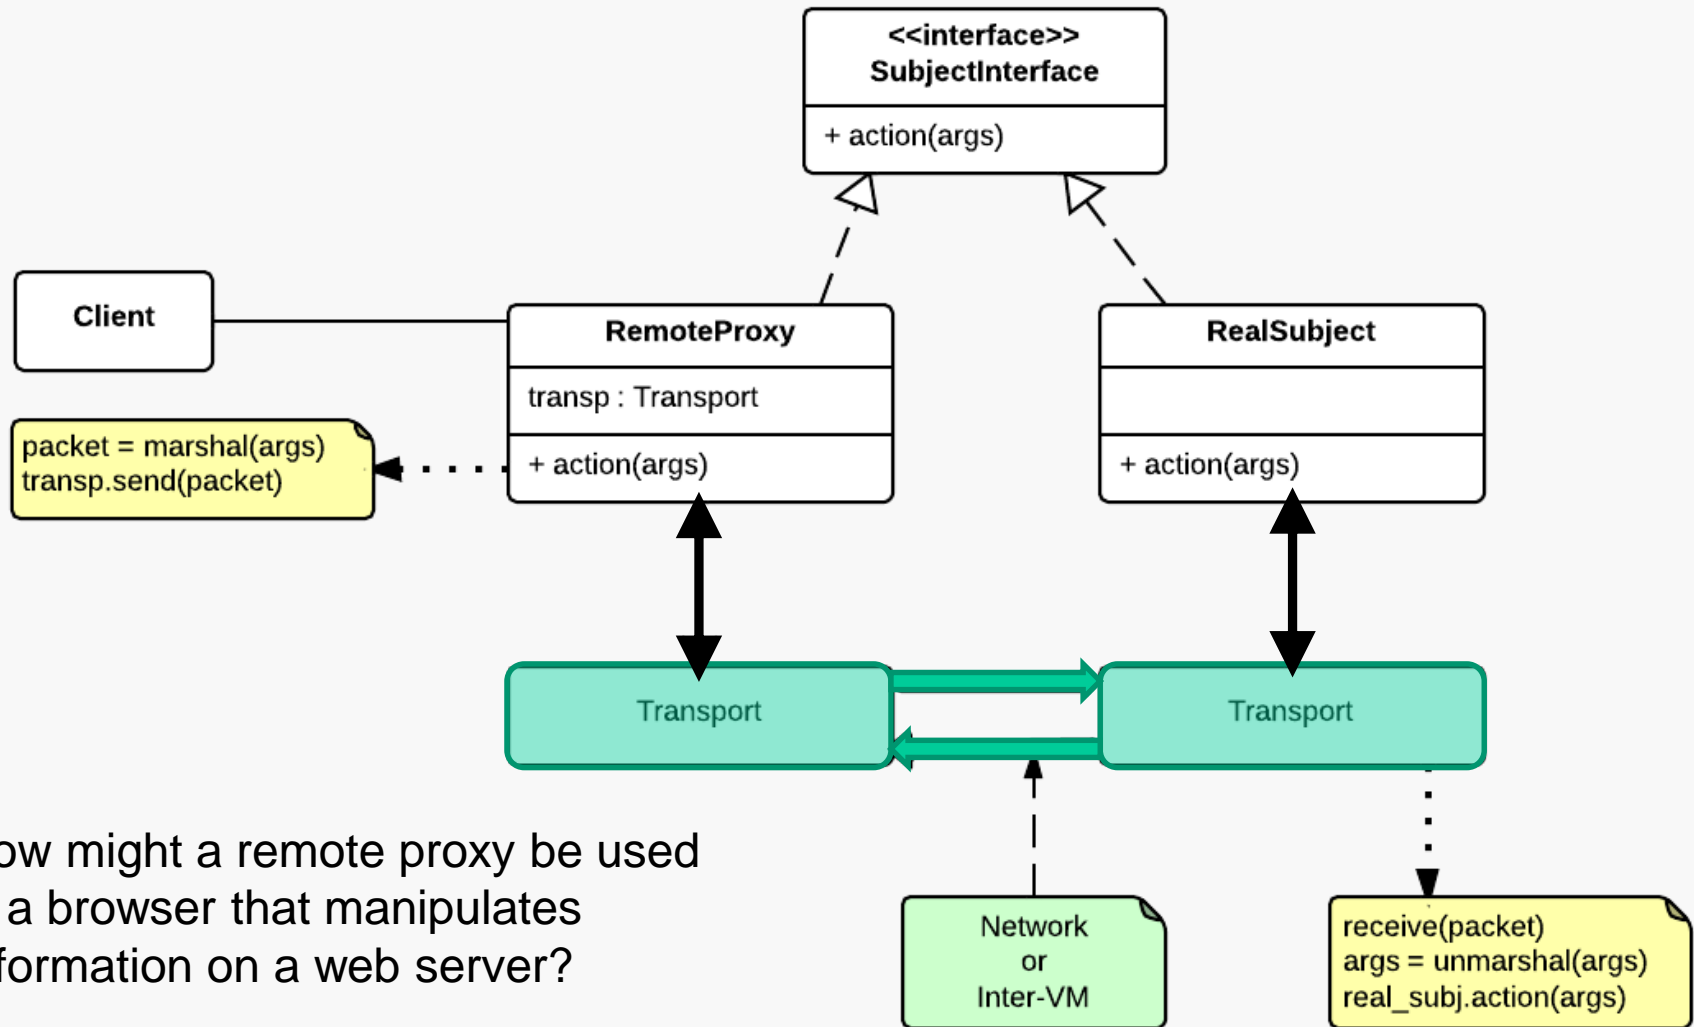 <<interface>>
SubjectInterface
+ action(args)
Client
RemoteProxy
transp : Transport
+ action(args)
RealSubject
+ action(args)
packet = marshal(args)
transp.send(packet)
Transport
Transport
ow might a remote proxy be used
a browser that manipulates
formation on a web server?
Network
or
Inter-VM
receive(packet)
args = unmarshal(args)
real_subj.action(args)